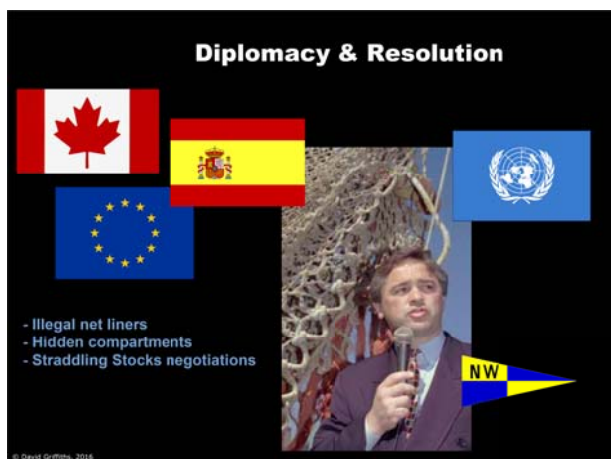 Diplomacy & Resolution
- Illegal net liners
- Hidden compartments
- Straddling Stocks negotiations
NW
© David Griffiths, 2016